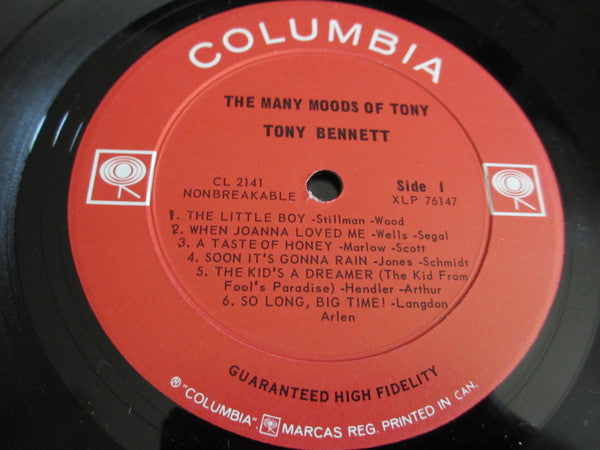 COLUMBIA
THE MANY MOODS OF TONY
TONY BENNETT
CL 2141
NONBREAKABLE
Side 1
XLP 76147
1. THE LITTLE BOY -Stillman -Wood
2. WHEN JOANNA LOVED ME -Wells -Segal
3. A TASTE OF HONEY -Marlow -Scott
4. SOON IT'S GONNA RAIN -Jones -Schmidt
5. THE KID'S A DREAMER (The Kid From
Fool's Paradise) -Hendler -Arthur
6. SO LONG, BIG TIME! -Langdon
Arlen
GUARANTEED HIGH FIDELITY
® "COLUMBIA", MARCAS REG. PRINTED IN CAN.